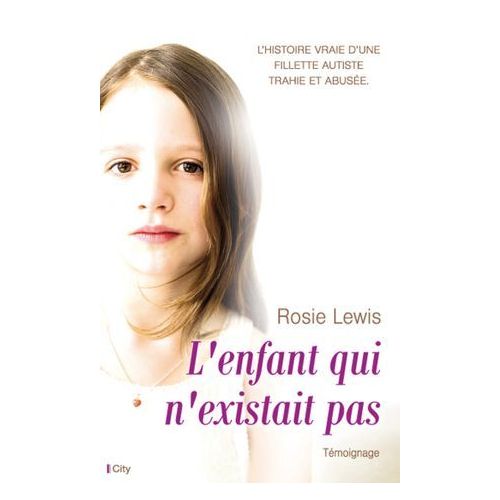 L'HISTOIRE VRAIE D'UNE
FILLETTE AUTISTE
TRAHIE ET ABUSÉE.
Rosie Lewis
L'enfant qui
n'existait pas
Témoignage
City